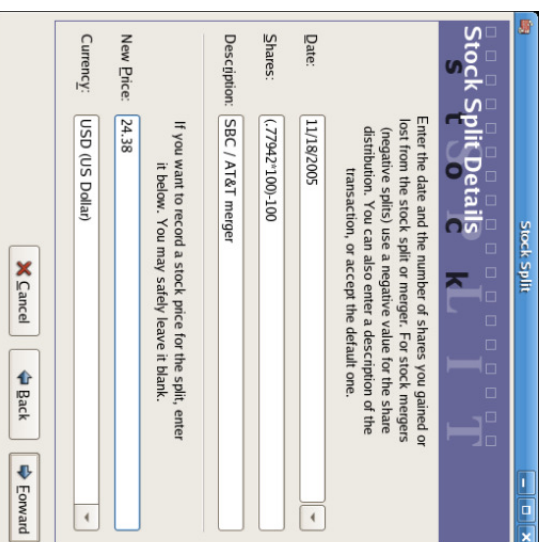 Stock Split
Stock Split Details
s t o c k
S P L I T
Enter the date and the number of shares you gained or
lost from the stock split or merger. For stock mergers
(negative splits) use a negative value for the share
distribution. You can also enter a description of the
transaction, or accept the default one.
Date: 11/18/2005
Shares: (.77942*100)-100
Description: SBC / AT&T merger
If you want to record a stock price for the split, enter
it below. You may safely leave it blank.
New Price: 24.38
Currency: USD (US Dollar)
Cancel Back Forward